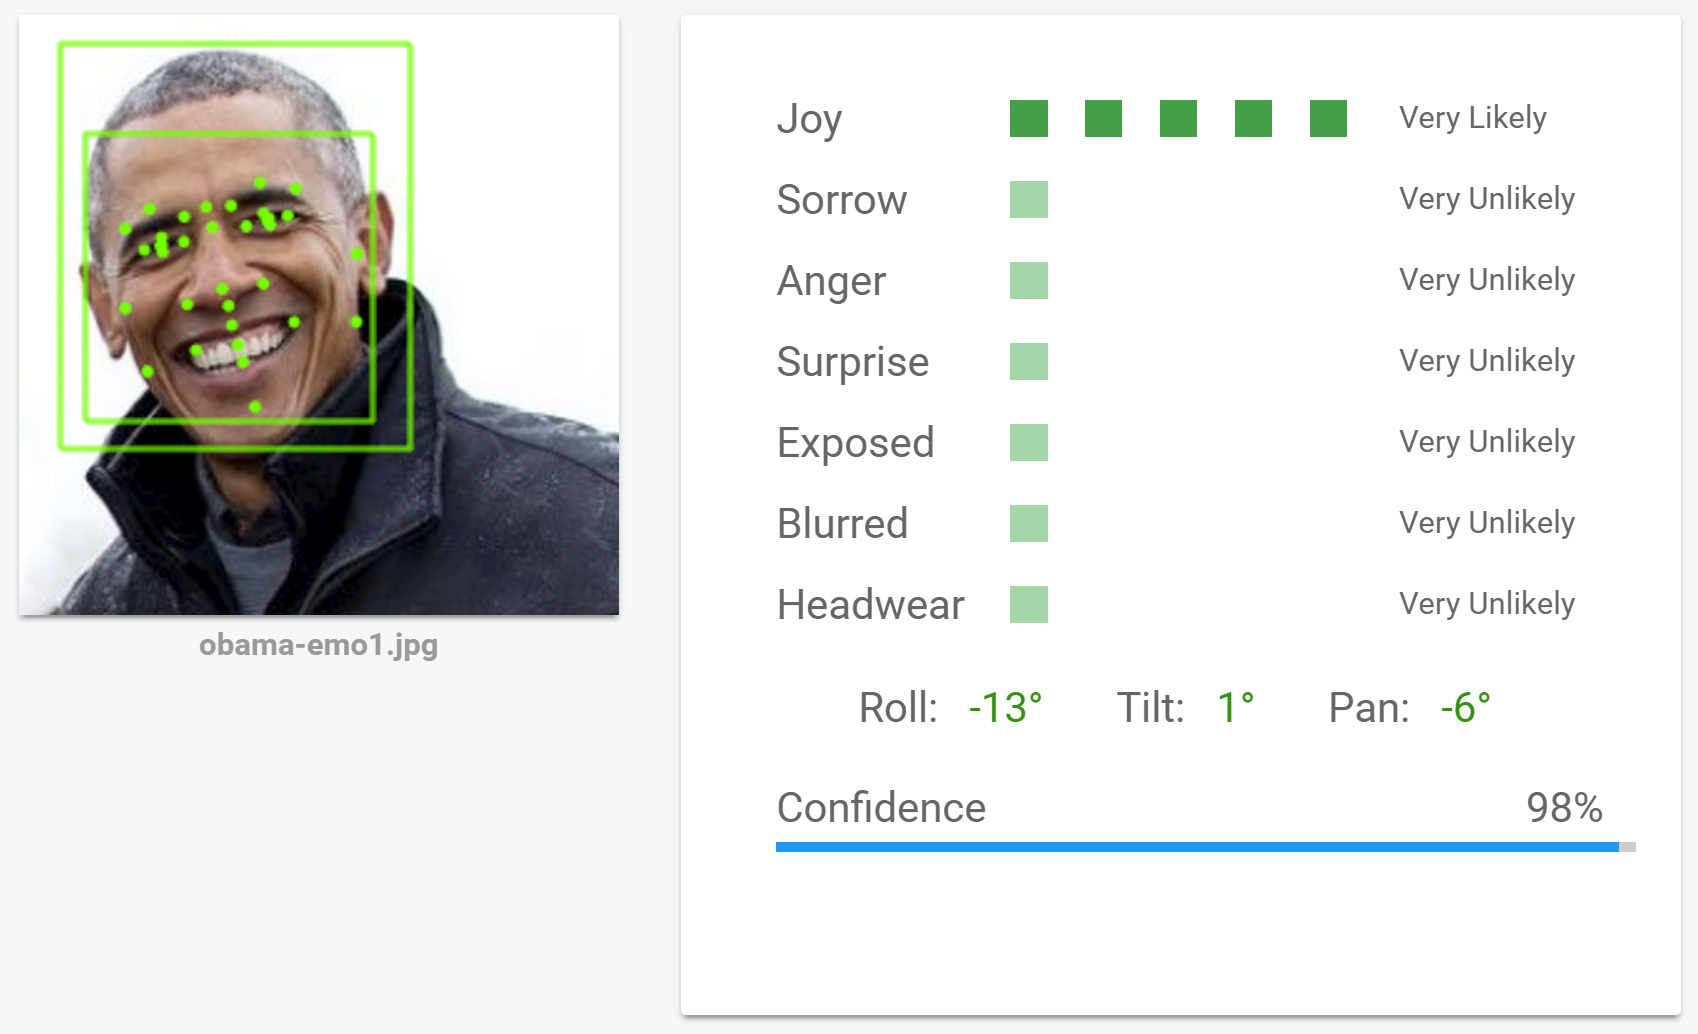 Joy Very Likely
Sorrow Very Unlikely
Anger Very Unlikely
Surprise Very Unlikely
Exposed Very Unlikely
Blurred Very Unlikely
Headwear Very Unlikely
obama-emo1.jpg
Roll: -13° Tilt: 1° Pan: -6°
Confidence 98%